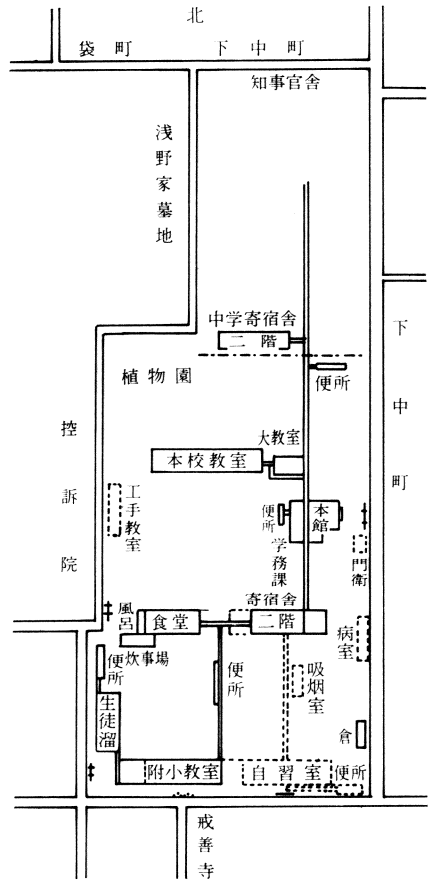 北
袋町
下中町
知事官舎
浅野家墓地
中学寄宿舎
二階
便所
植物園
下中町
控訴院
大教室
本校教室
工手教室
便所
本館
学務課
門衛
寄宿舎
風呂
食堂
二階
病室
炊事場
便所
便所
吸烟室
生徒溜
倉
附小教室
自習室
便所
戒善寺